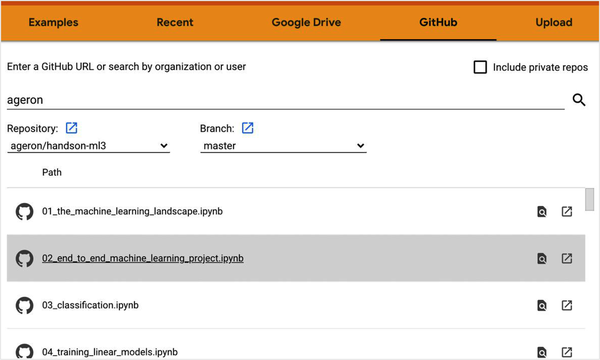 Examples Recent Google Drive GitHub Upload
Enter a GitHub URL or search by organization or user Include private repos
ageron
Repository: Branch:
ageron/handson-ml3 master
Path
01_the_machine_learning_landscape.ipynb
02_end_to_end_machine_learning_project.ipynb
03_classification.ipynb
04_training_linear_models.ipynb